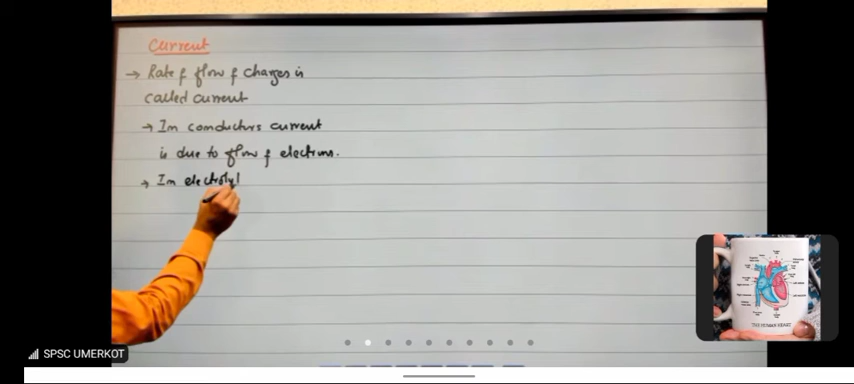 Current
→ Rate of flow of charges is
called current
→ In conductors current
is due to flow of electrons.
→ In electrolyt
SPSC UMERKOT
THE HUMAN HEART